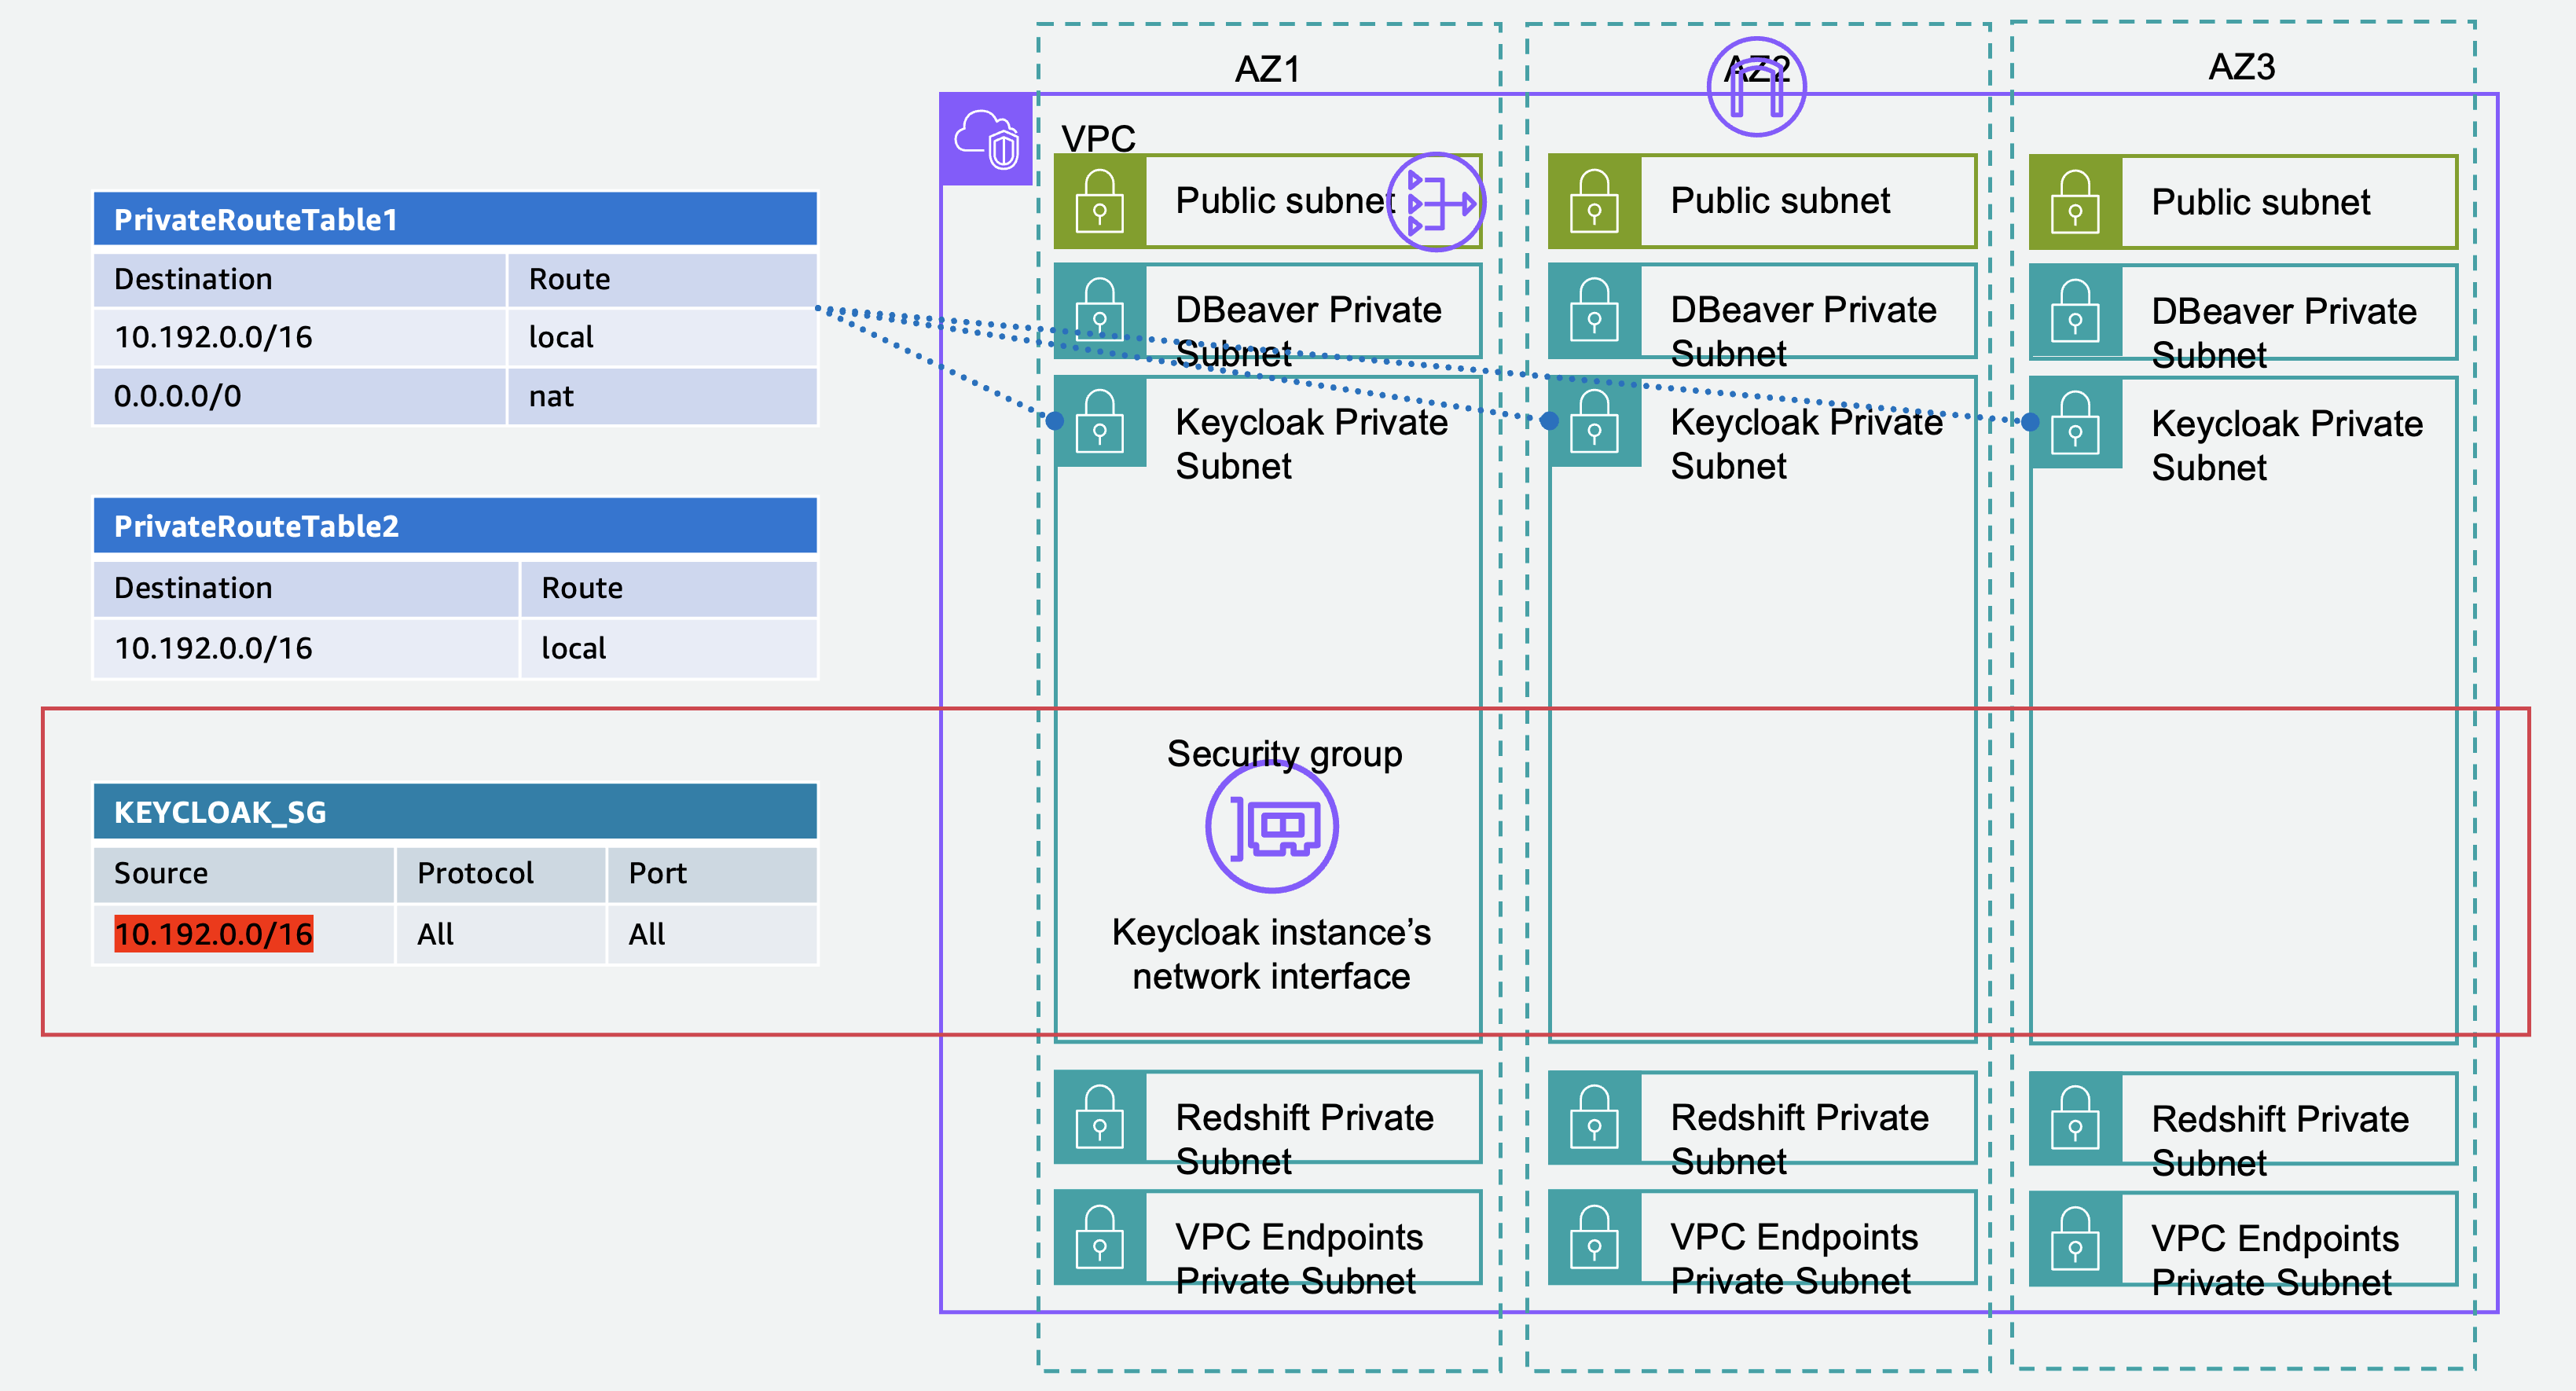 AZ1
AZ2
AZ3
VPC
Public subnet
Public subnet
Public subnet
DBeaver Private
Subnet
DBeaver Private
Subnet
DBeaver Private
Subnet
Keycloak Private
Subnet
Keycloak Private
Subnet
Keycloak Private
Subnet
PrivateRouteTable1
Destination Route
10.192.0.0/16 local
0.0.0.0/0 nat
PrivateRouteTable2
Destination Route
10.192.0.0/16 local
KEYCLOAK_SG
Source Protocol Port
10.192.0.0/16 All All
Security group
Keycloak instance’s
network interface
Redshift Private
Subnet
Redshift Private
Subnet
Redshift Private
Subnet
VPC Endpoints
Private Subnet
VPC Endpoints
Private Subnet
VPC Endpoints
Private Subnet